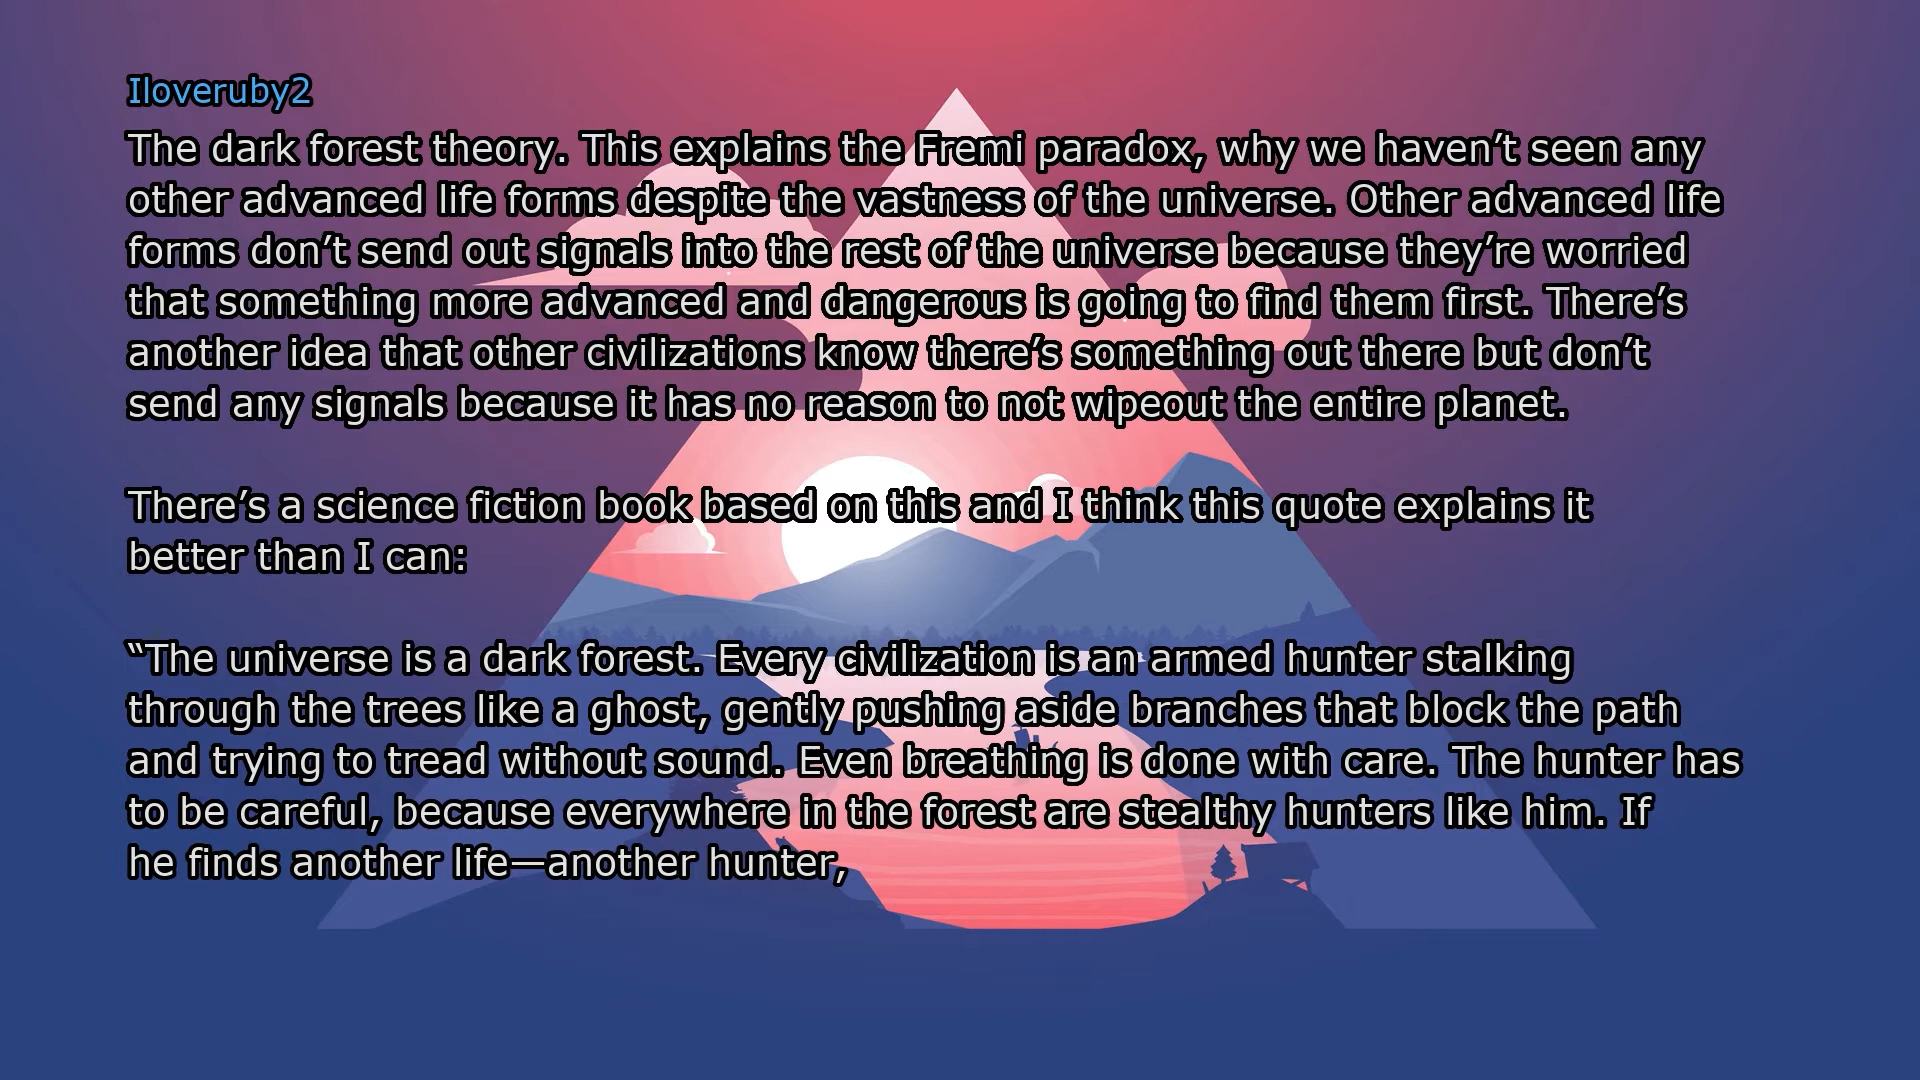 Iloveruby2
The dark forest theory. This explains the Fremi paradox, why we haven’t seen any
other advanced life forms despite the vastness of the universe. Other advanced life
forms don’t send out signals into the rest of the universe because they’re worried
that something more advanced and dangerous is going to find them first. There’s
another idea that other civilizations know there’s something out there but don’t
send any signals because it has no reason to not wipeout the entire planet.
There’s a science fiction book based on this and I think this quote explains it
better than I can:
“The universe is a dark forest. Every civilization is an armed hunter stalking
through the trees like a ghost, gently pushing aside branches that block the path
and trying to tread without sound. Even breathing is done with care. The hunter has
to be careful, because everywhere in the forest are stealthy hunters like him. If
he finds another life—another hunter,